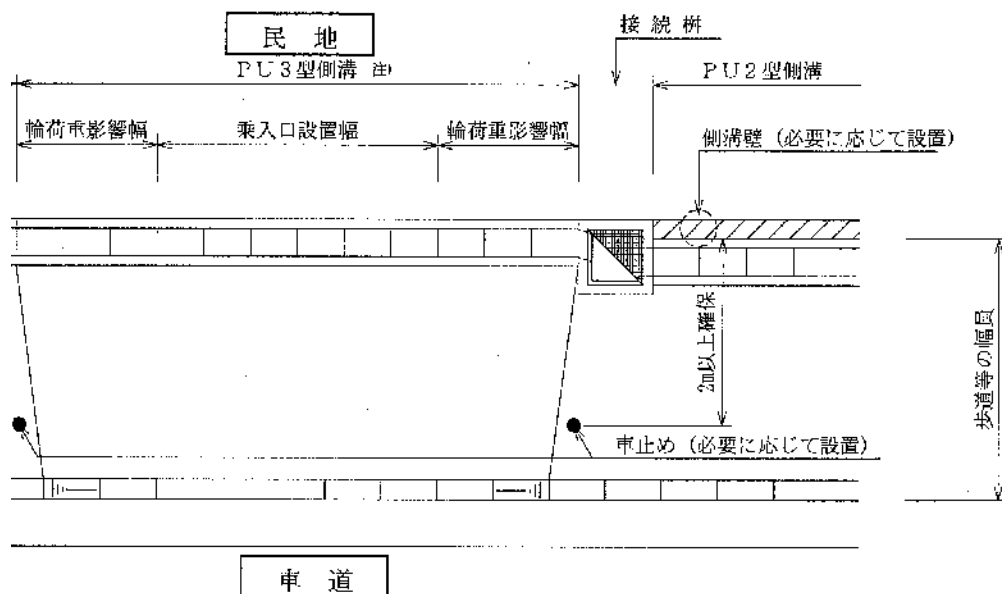 民地
接続桝
PU3型側溝 注)
PU2型側溝
輪荷重影響幅
乗入口設置幅
輪荷重影響幅
側溝壁(必要に応じて設置)
2m以上確保
歩道等の幅員
車止め(必要に応じて設置)
車道